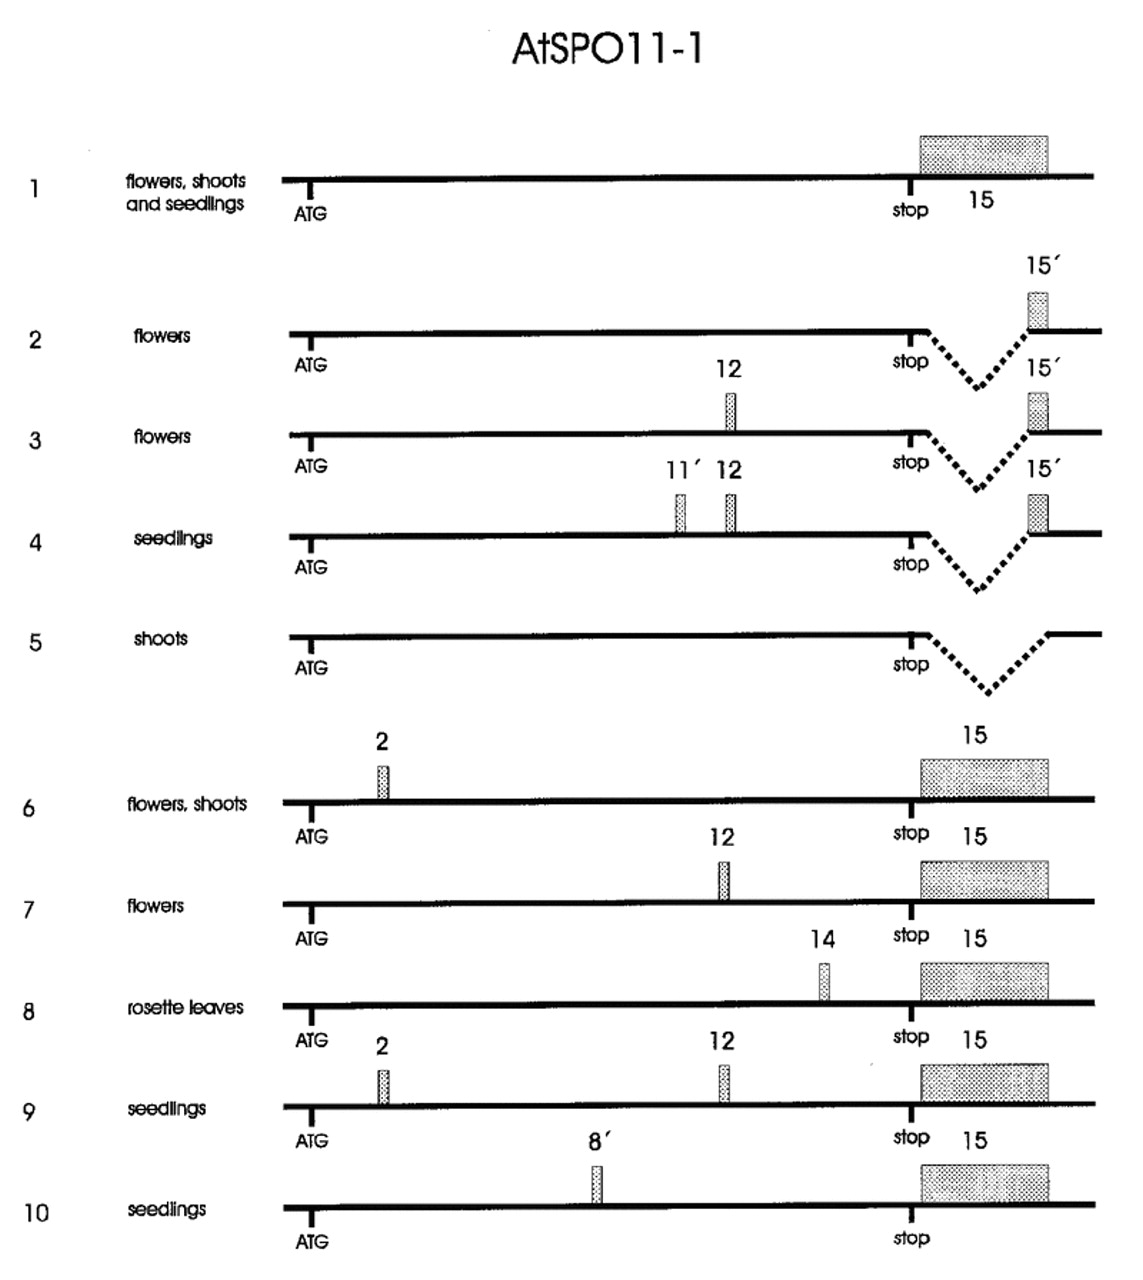 AtSPO11-1
1 flowers, shoots
and seedlings
ATG stop 15
15´
2 flowers
ATG stop
12 15´
3 flowers
ATG stop
11´ 12 15´
4 seedlings
ATG stop
5 shoots
ATG stop
2 15
6 flowers, shoots
ATG stop
12 15
7 flowers
ATG stop
14 15
8 rosette leaves
ATG stop
2 12 15
9 seedlings
ATG stop
8´ 15
10 seedlings
ATG stop